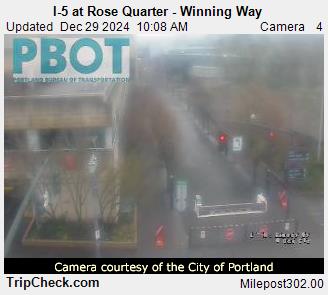 I-5 at Rose Quarter - Winning Way
Updated  Dec 29 2024  10:08 AM  Camera  4
PBOT
PORTLAND BUREAU OF TRANSPORTATION
Camera courtesy of the City of Portland
TripCheck.com  Milepost302.00